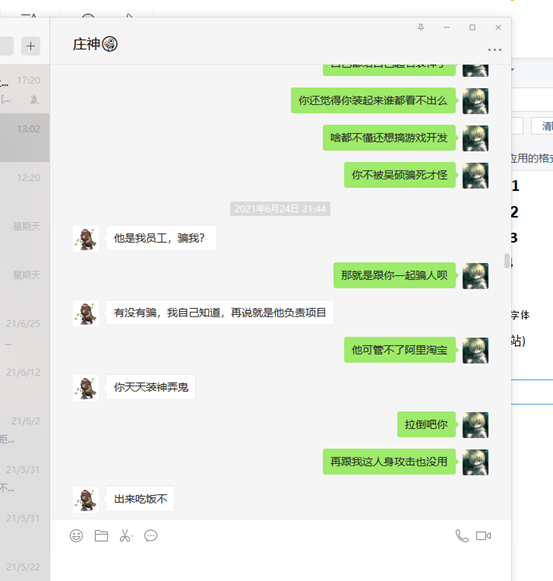 庄神
17:20
[...
13:02
12:20
星期天
星期天
21/6/25
...
21/6/12
21/6/2
拒...
21/5/31
不...
21/5/31
21/5/22
你还觉得你装起来谁都看不出么
啥都不懂还想搞游戏开发
你不被吴硕骗死才怪
2021年6月24日 21:44
他是我员工，骗我？
那就是跟你一起骗人呗
有没有骗，我自己知道，再说就是他负责项目
他可管不了阿里淘宝
你天天装神弄鬼
拉倒吧你
再跟我这人身攻击也没用
出来吃饭不
清除
应用的格式
1
2
3
4
字体
站)